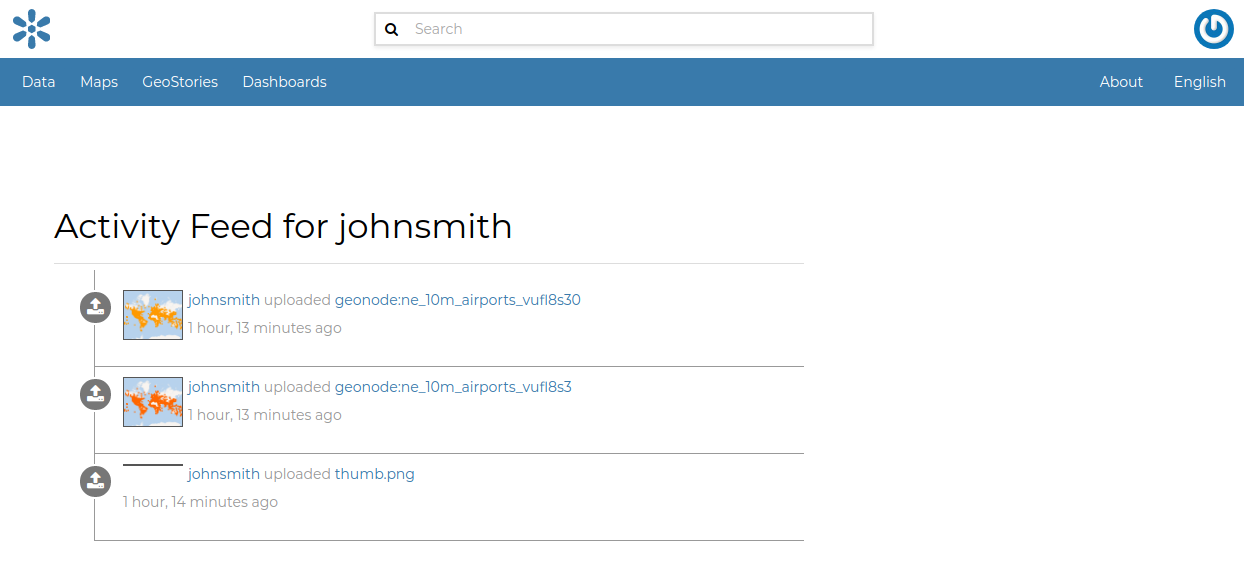 Search
Data Maps GeoStories Dashboards About English
Activity Feed for johnsmith
johnsmith uploaded geonode:ne_10m_airports_vufl8s30
1 hour, 13 minutes ago
johnsmith uploaded geonode:ne_10m_airports_vufl8s3
1 hour, 13 minutes ago
johnsmith uploaded thumb.png
1 hour, 14 minutes ago